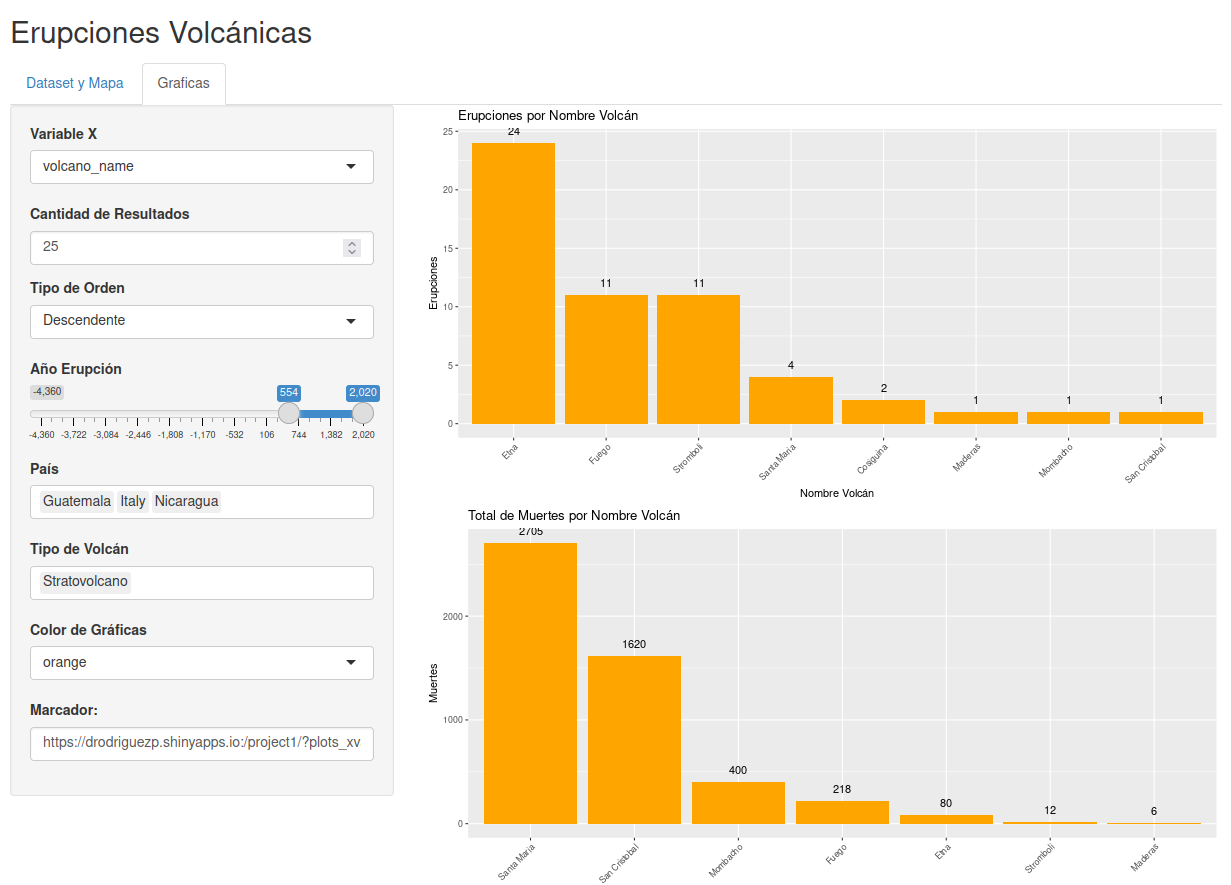 Erupciones Volcánicas
Dataset y Mapa
Graficas
Variable X
volcano_name
Cantidad de Resultados
25
Tipo de Orden
Descendente
Año Erupción
-4,360 554 2,020
-4,360 -3,722 -3,084 -2,446 -1,808 -1,170 -532 106 744 1,382 2,020
País
Guatemala Italy Nicaragua
Tipo de Volcán
Stratovolcano
Color de Gráficas
orange
Marcador:
https://drodriguezp.shinyapps.io:/project1/?plots_xv
Erupciones por Nombre Volcán
Erupciones
25
20
15
10
5
0
24 11 11 4 2 1 1 1
Etna Fuego Stromboli Santa Maria Cosiguina Maderas Mombacho San Cristobal
Nombre Volcán
Total de Muertes por Nombre Volcán
Muertes
2000
1000
0
2705 1620 400 218 80 12 6
Santa Maria San Cristobal Mombacho Fuego Etna Stromboli Maderas